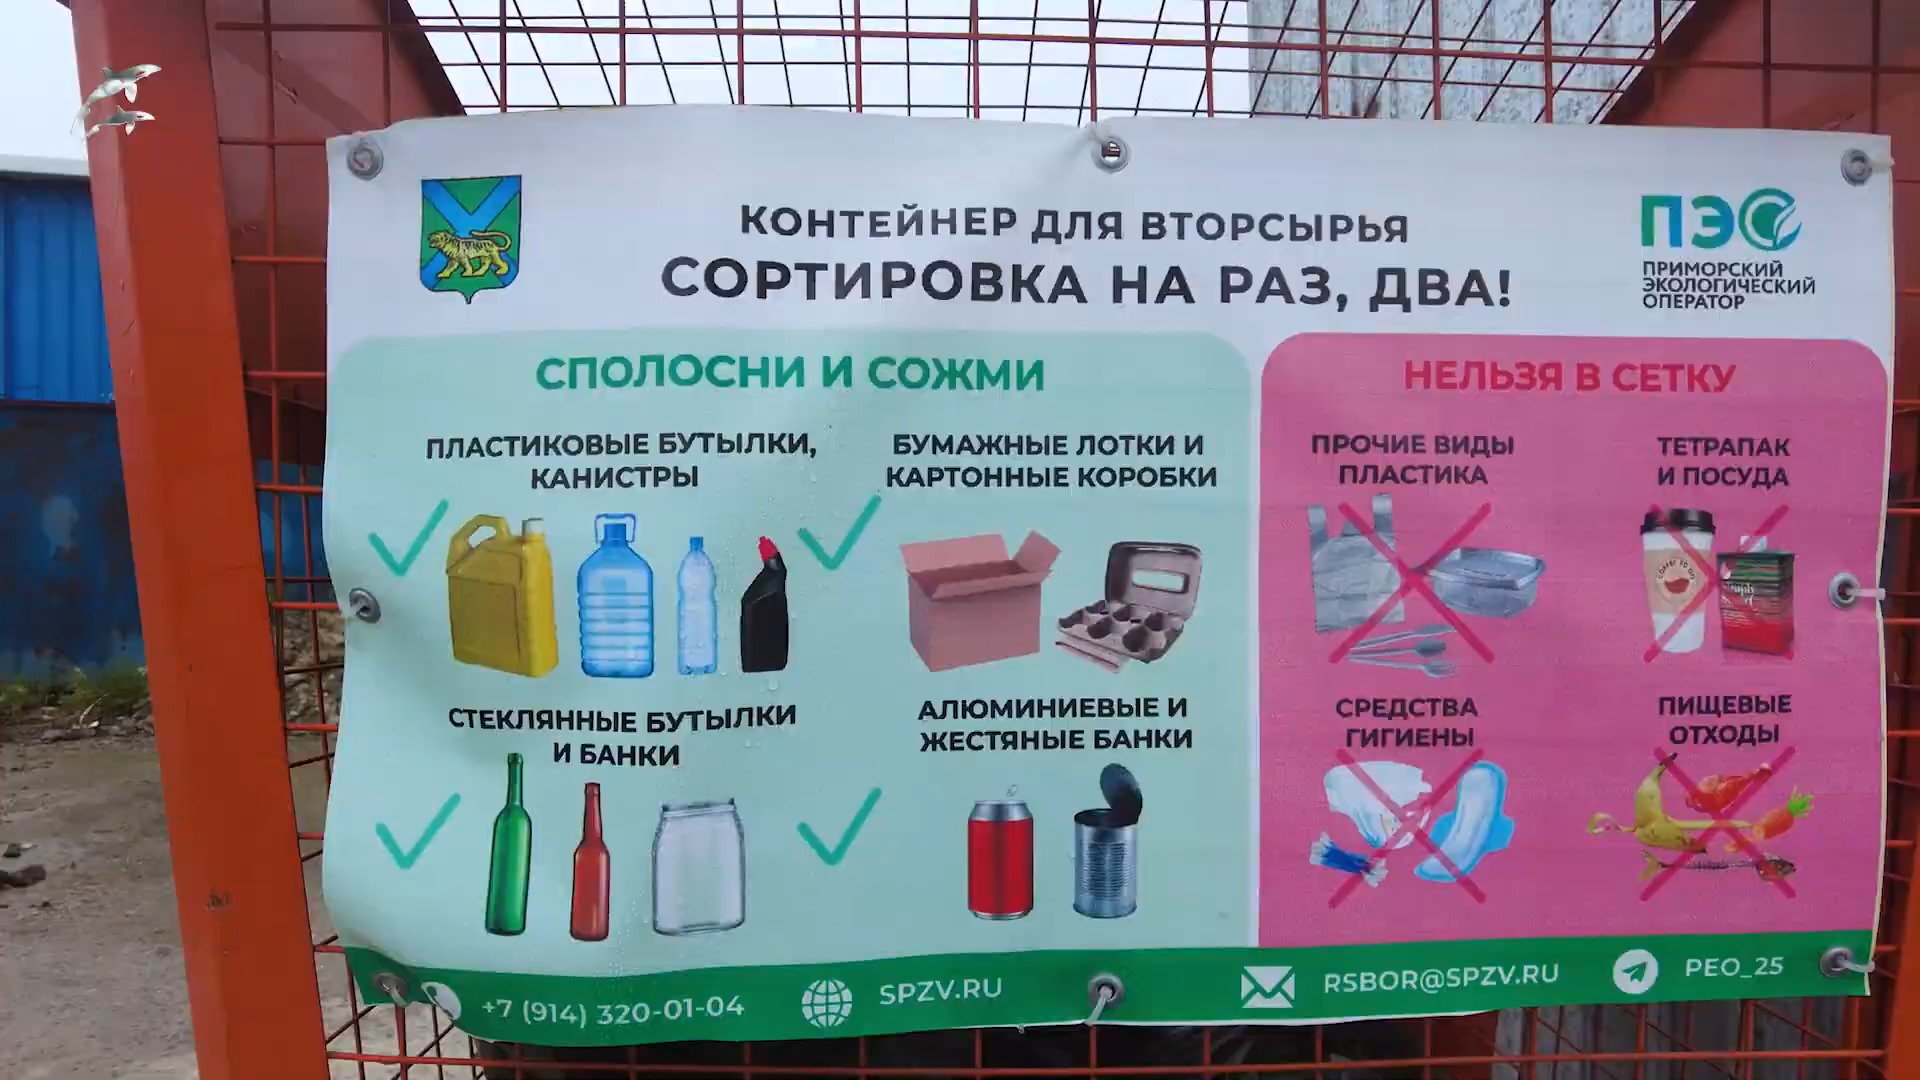 КОНТЕЙНЕР ДЛЯ ВТОРСЫРЬЯ
СОРТИРОВКА НА РАЗ, ДВА!
ПЭО
ПРИМОРСКИЙ
ЭКОЛОГИЧЕСКИЙ
ОПЕРАТОР
СПОЛОСНИ И СОЖМИ
ПЛАСТИКОВЫЕ БУТЫЛКИ,
КАНИСТРЫ
БУМАЖНЫЕ ЛОТКИ И
КАРТОННЫЕ КОРОБКИ
СТЕКЛЯННЫЕ БУТЫЛКИ
И БАНКИ
АЛЮМИНИЕВЫЕ И
ЖЕСТЯНЫЕ БАНКИ
НЕЛЬЗЯ В СЕТКУ
ПРОЧИЕ ВИДЫ
ПЛАСТИКА
ТЕТРАПАК
И ПОСУДА
СРЕДСТВА
ГИГИЕНЫ
ПИЩЕВЫЕ
ОТХОДЫ
+7 (914) 320-01-04
SPZV.RU
RSBOR@SPZV.RU
PEO_25